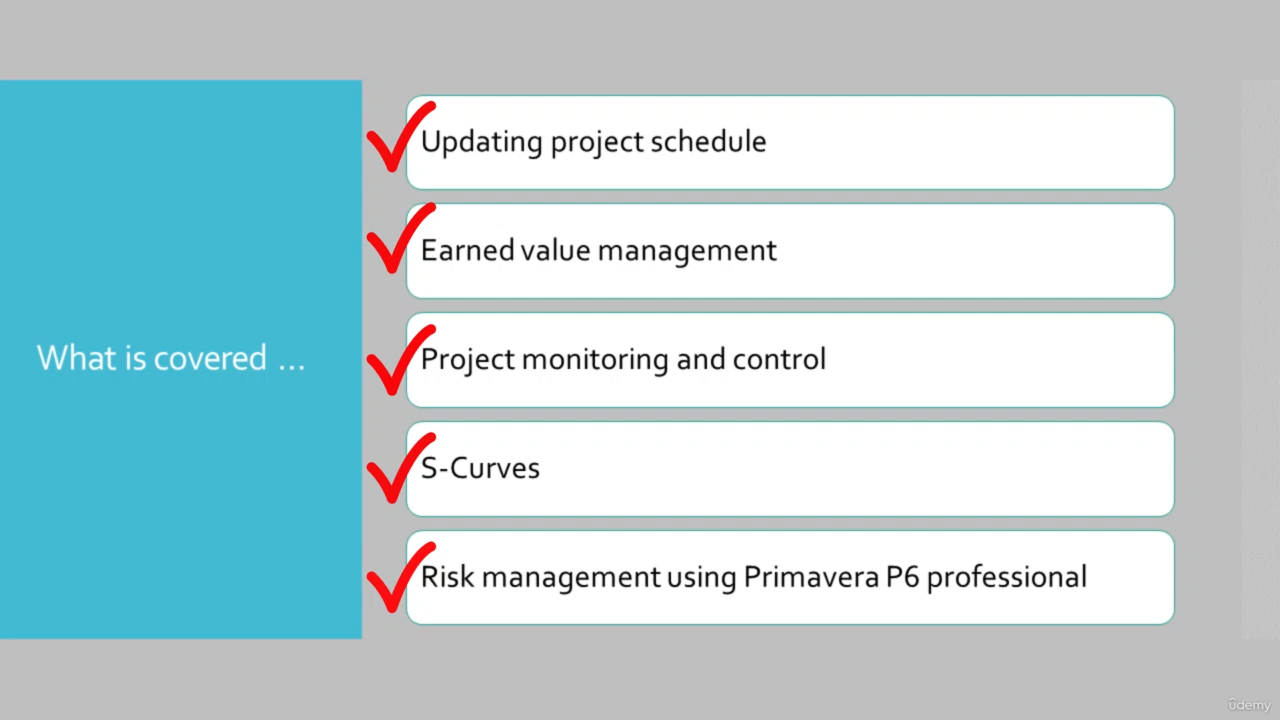 What is covered ...
Updating project schedule
Earned value management
Project monitoring and control
S-Curves
Risk management using Primavera P6 professional
ûdemy